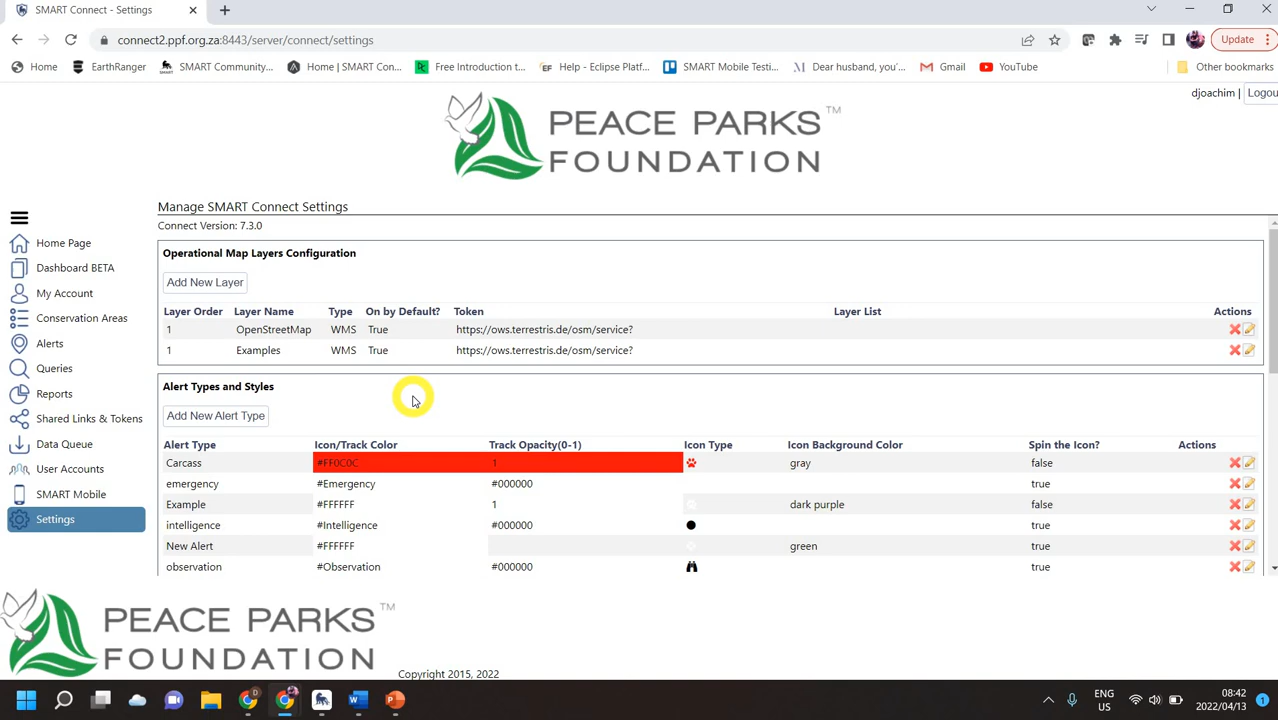 SMART Connect - Settings
connect2.ppf.org.za:8443/server/connect/settings
Update
Home EarthRanger SMART Community... Home | SMART Con... Free Introduction t... Help - Eclipse Platf... SMART Mobile Testi... Dear husband, you'... Gmail YouTube Other bookmarks
djoachim | Logou
PEACE PARKS TM
FOUNDATION
Manage SMART Connect Settings
Connect Version: 7.3.0
Home Page
Dashboard BETA
My Account
Conservation Areas
Alerts
Queries
Reports
Shared Links & Tokens
Data Queue
User Accounts
SMART Mobile
Settings
Operational Map Layers Configuration
Add New Layer
Layer Order Layer Name Type On by Default? Token Layer List Actions
1 OpenStreetMap WMS True https://ows.terrestris.de/osm/service?
1 Examples WMS True https://ows.terrestris.de/osm/service?
Alert Types and Styles
Add New Alert Type
Alert Type Icon/Track Color Track Opacity(0-1) Icon Type Icon Background Color Spin the Icon? Actions
Carcass #FF0C0C 1 gray false
emergency #Emergency #000000 true
Example #FFFFFF 1 dark purple false
intelligence #Intelligence #000000 true
New Alert #FFFFFF green true
observation #Observation #000000 true
PEACE PARKS TM
FOUNDATION
Copyright 2015, 2022
ENG
US
08:42
2022/04/13
1